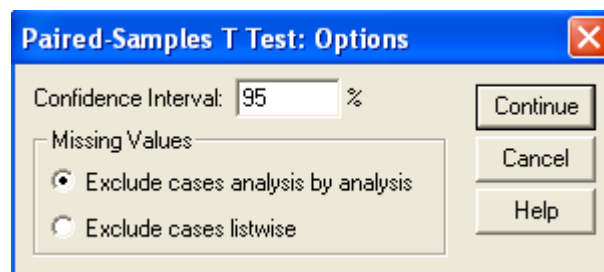 Paired-Samples T Test: Options
Confidence Interval: 95 %
Continue
Missing Values
Cancel
Exclude cases analysis by analysis
Help
Exclude cases listwise